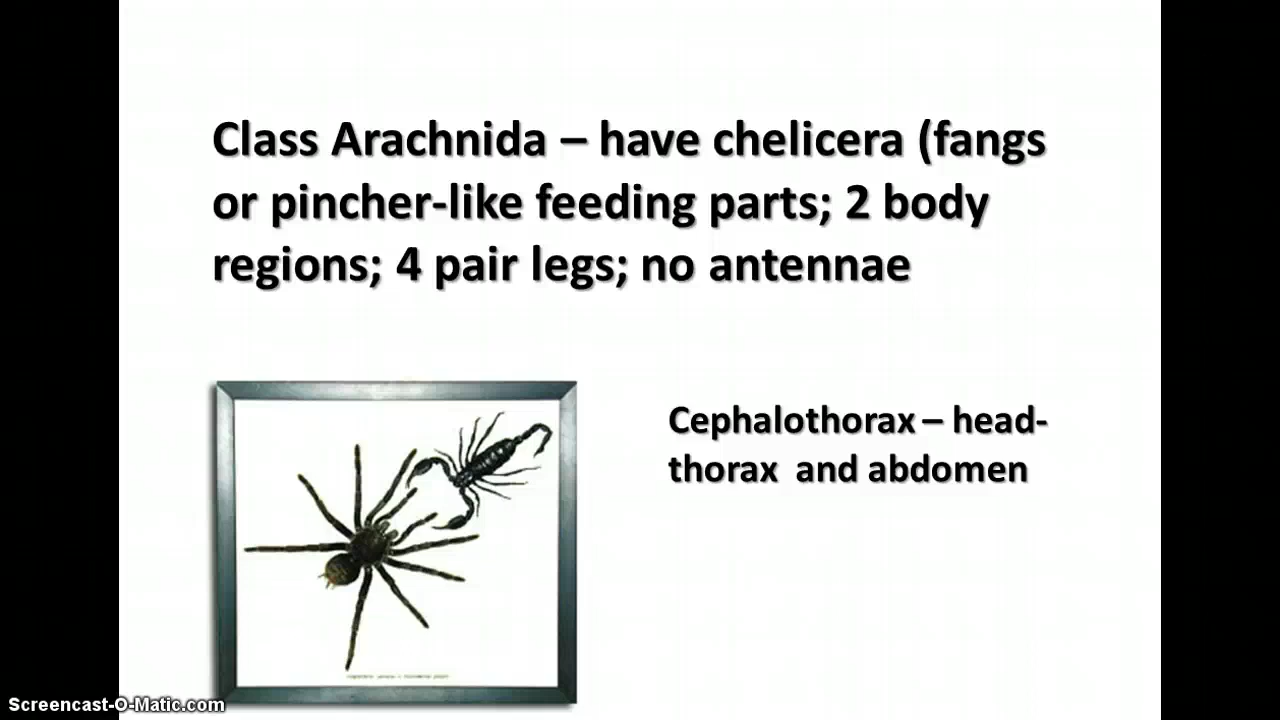 Class Arachnida – have chelicera (fangs
or pincher-like feeding parts; 2 body
regions; 4 pair legs; no antennae
Cephalothorax – head-
thorax  and abdomen
Screencast-O-Matic.com